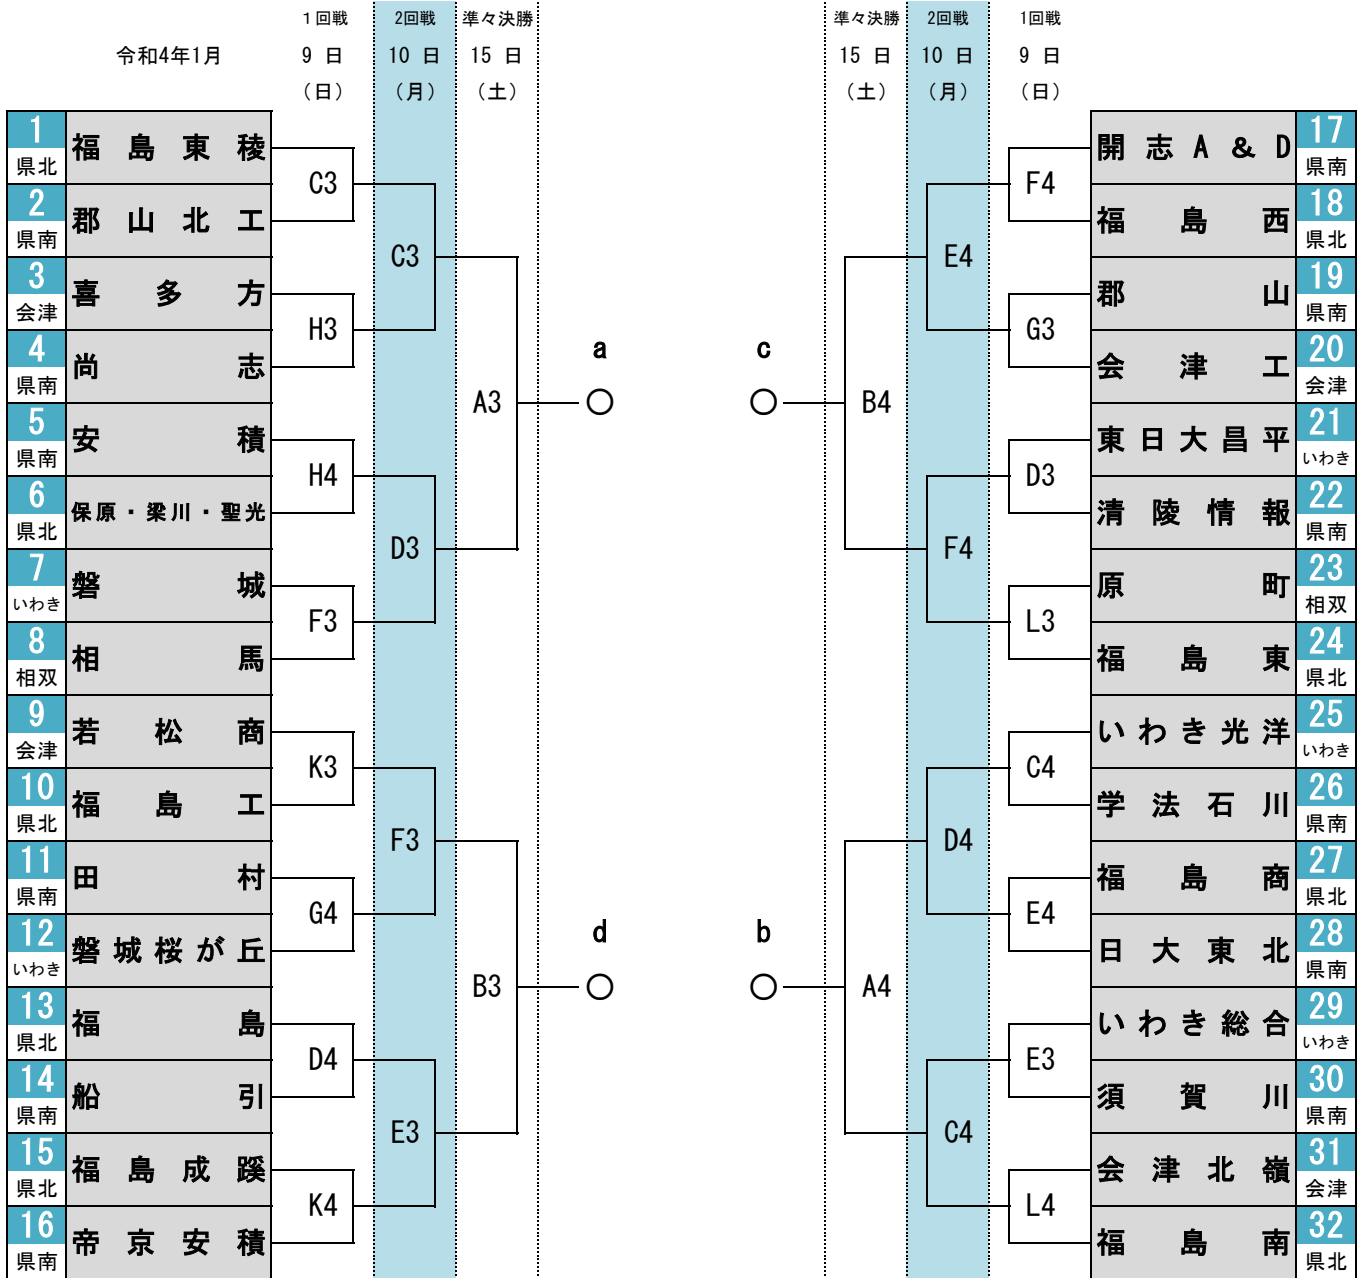 1回戦 2回戦 準々決勝 準々決勝 2回戦 1回戦
令和4年1月 9 日 10 日 15 日 15 日 10 日 9 日
（日） （月） （土） （土） （月） （日）
1 県北 福島東稜
2 県南 郡山北工
3 会津 喜多方
4 県南 尚志
5 県南 安積
6 県北 保原・梁川・聖光
7 いわき 磐城
8 相双 相馬
9 会津 若松商
10 県北 福島工
11 県南 田村
12 いわき 磐城桜が丘
13 県北 福島
14 県南 船引
15 県北 福島成蹊
16 県南 帝京安積
C3
H3
H4
F3
K3
G4
D4
K4
C3
D3
F3
E3
A3
B3
a
d
c
b
B4
A4
E4
F4
D4
C4
F4
G3
D3
L3
C4
E4
E3
L4
開志A＆D 17 県南
福島西 18 県北
郡山 19 県南
会津工 20 会津
東日大昌平 21 いわき
清陵情報 22 県南
原町 23 相双
福島東 24 県北
いわき光洋 25 いわき
学法石川 26 県南
福島商 27 県北
日大東北 28 県南
いわき総合 29 いわき
須賀川 30 県南
会津北嶺 31 会津
福島南 32 県北